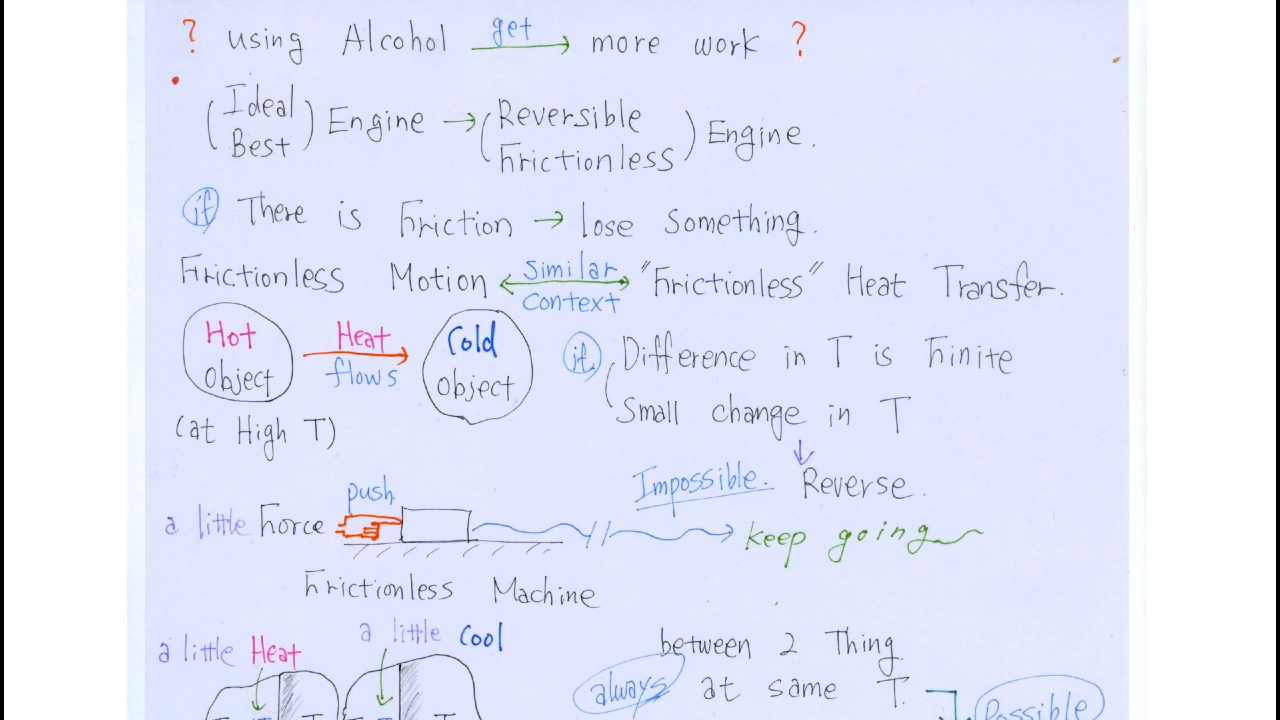 ? using Alcohol get → more work ?
(Ideal Best) Engine → (Reversible Frictionless) Engine.
if There is Friction → lose something.
Frictionless Motion ↔ Similar Context "Frictionless" Heat Transfer.
Hot object Heat flows Cold object
if Difference in T is Finite
Small change in T
(at High T)
Impossible. Reverse.
push
a little Force keep going
Frictionless Machine
a little Heat a little Cool
between 2 Thing
always at same T.
Possible